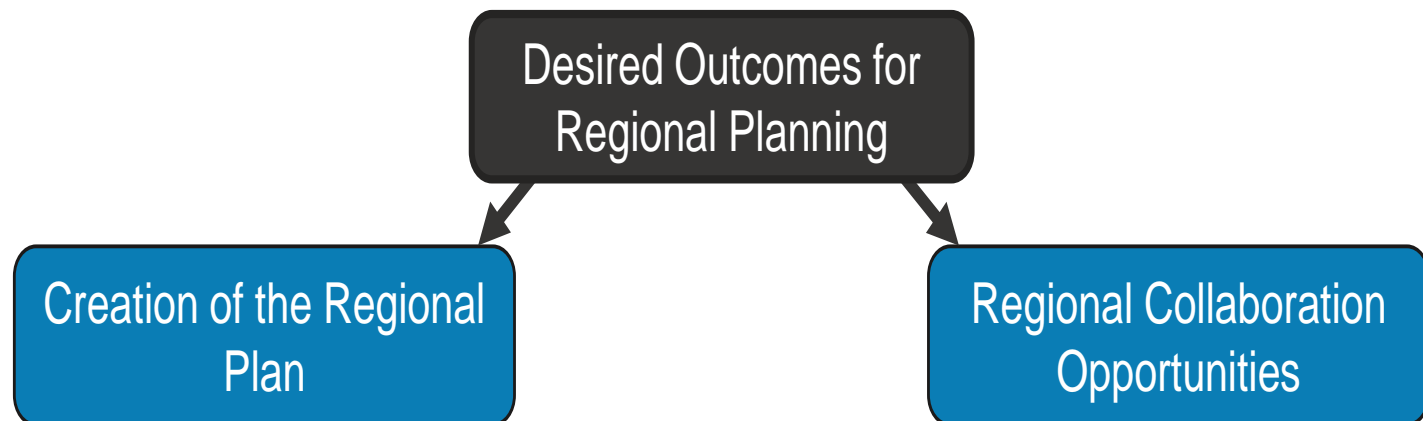 Desired Outcomes for
Regional Planning
Creation of the Regional
Plan
Regional Collaboration
Opportunities